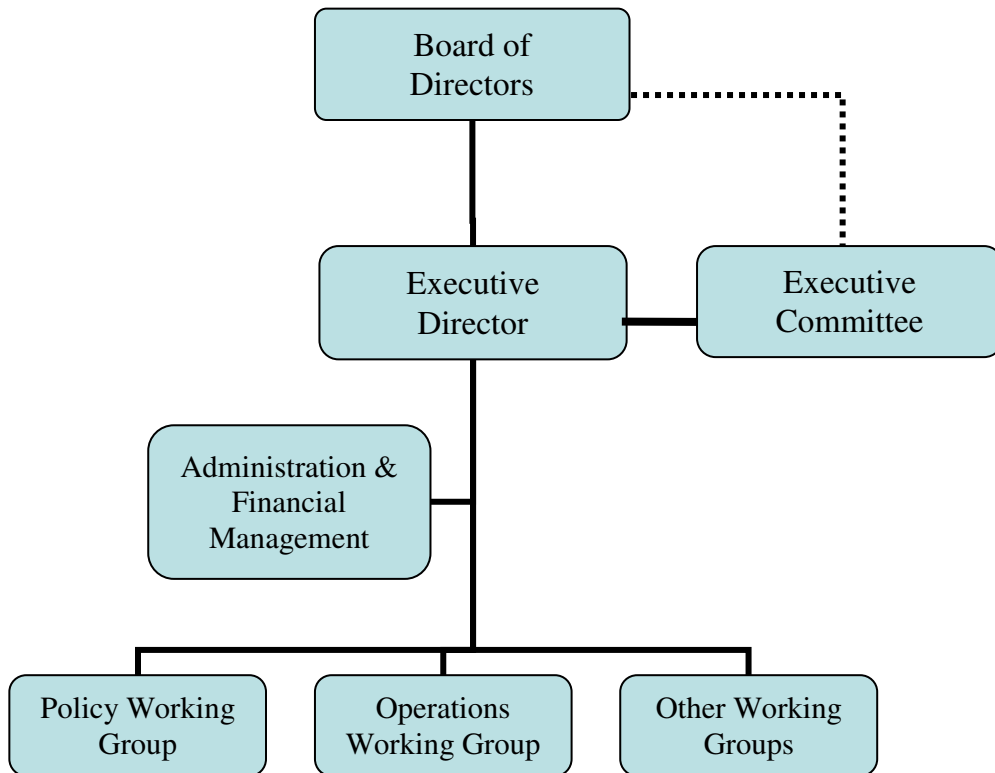 Board of
Directors
Executive
Director
Executive
Committee
Administration &
Financial
Management
Policy Working
Group
Operations
Working Group
Other Working
Groups